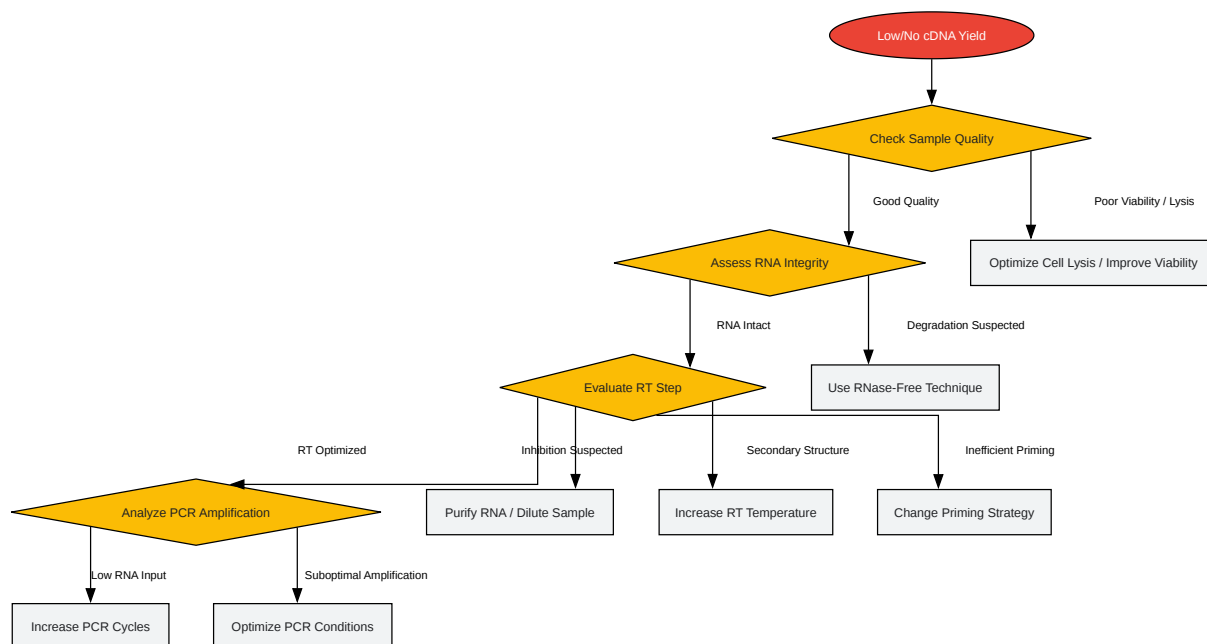 Low/No cDNA Yield
Check Sample Quality
Good Quality
Poor Viability / Lysis
Assess RNA Integrity
Optimize Cell Lysis / Improve Viability
RNA Intact
Degradation Suspected
Evaluate RT Step
Use RNase-Free Technique
RT Optimized
Inhibition Suspected
Secondary Structure
Inefficient Priming
Analyze PCR Amplification
Purify RNA / Dilute Sample
Increase RT Temperature
Change Priming Strategy
Low RNA Input
Suboptimal Amplification
Increase PCR Cycles
Optimize PCR Conditions